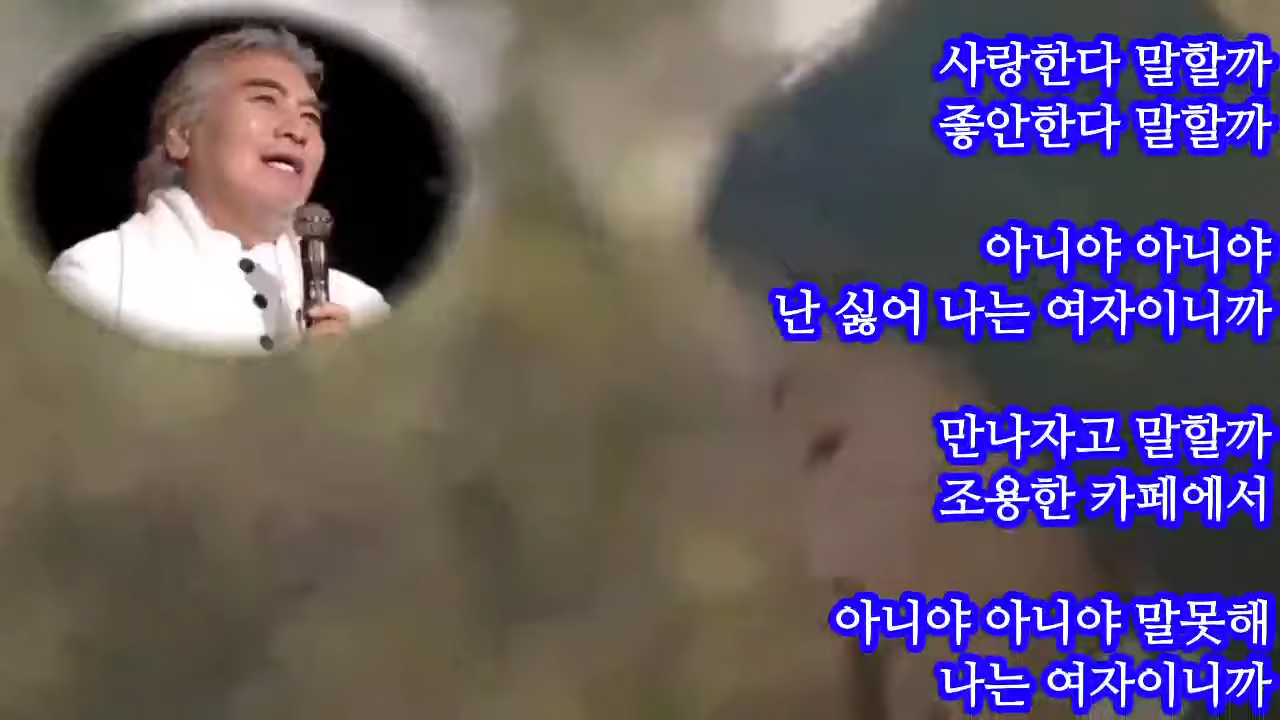 사랑한다 말할까
좋안한다 말할까
아니야 아니야
난 싫어 나는 여자이니까
만나자고 말할까
조용한 카페에서
아니야 아니야 말못해
나는 여자이니까